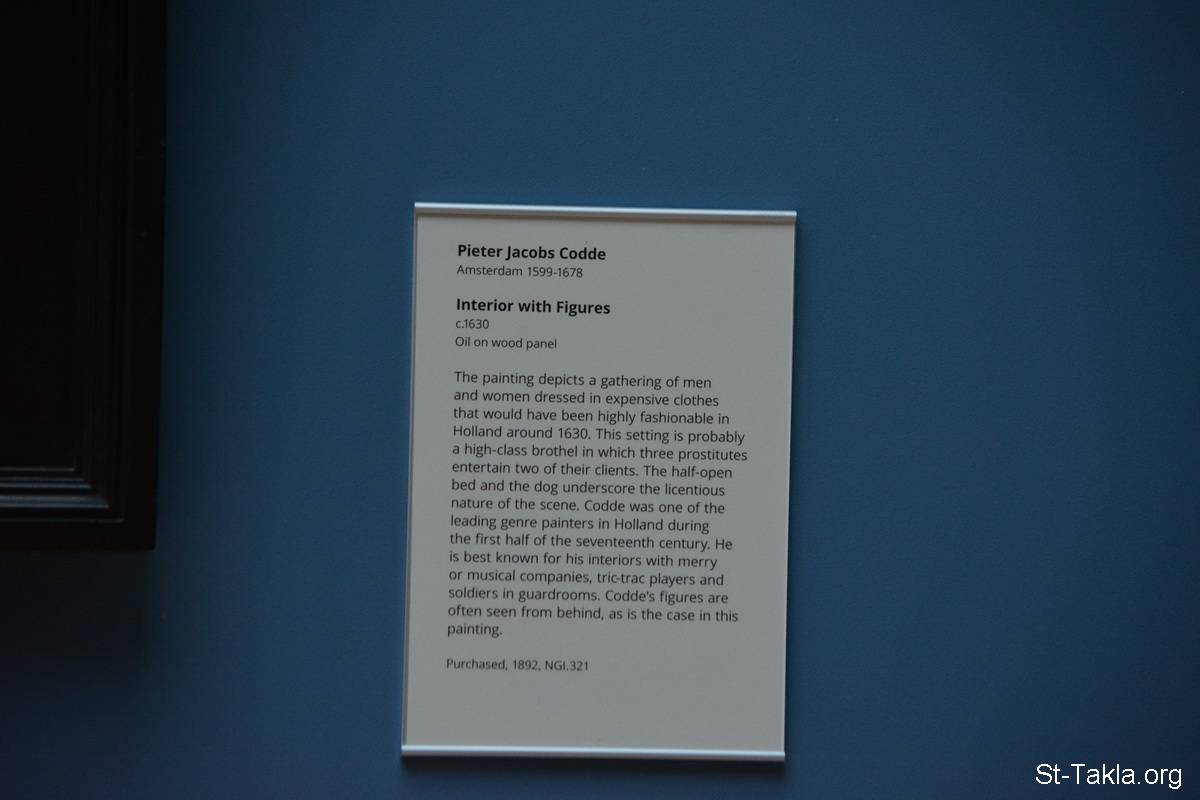 Pieter Jacobs Codde
Amsterdam 1599-1678
Interior with Figures
c.1630
Oil on wood panel
The painting depicts a gathering of men
and women dressed in expensive clothes
that would have been highly fashionable in
Holland around 1630. This setting is probably
a high-class brothel in which three prostitutes
entertain two of their clients. The half-open
bed and the dog underscore the licentious
nature of the scene. Codde was one of the
leading genre painters in Holland during
the first half of the seventeenth century. He
is best known for his interiors with merry
or musical companies, tric-trac players and
soldiers in guardrooms. Codde's figures are
often seen from behind, as is the case in this
painting.
Purchased, 1892, NGI.321
St-Takla.org